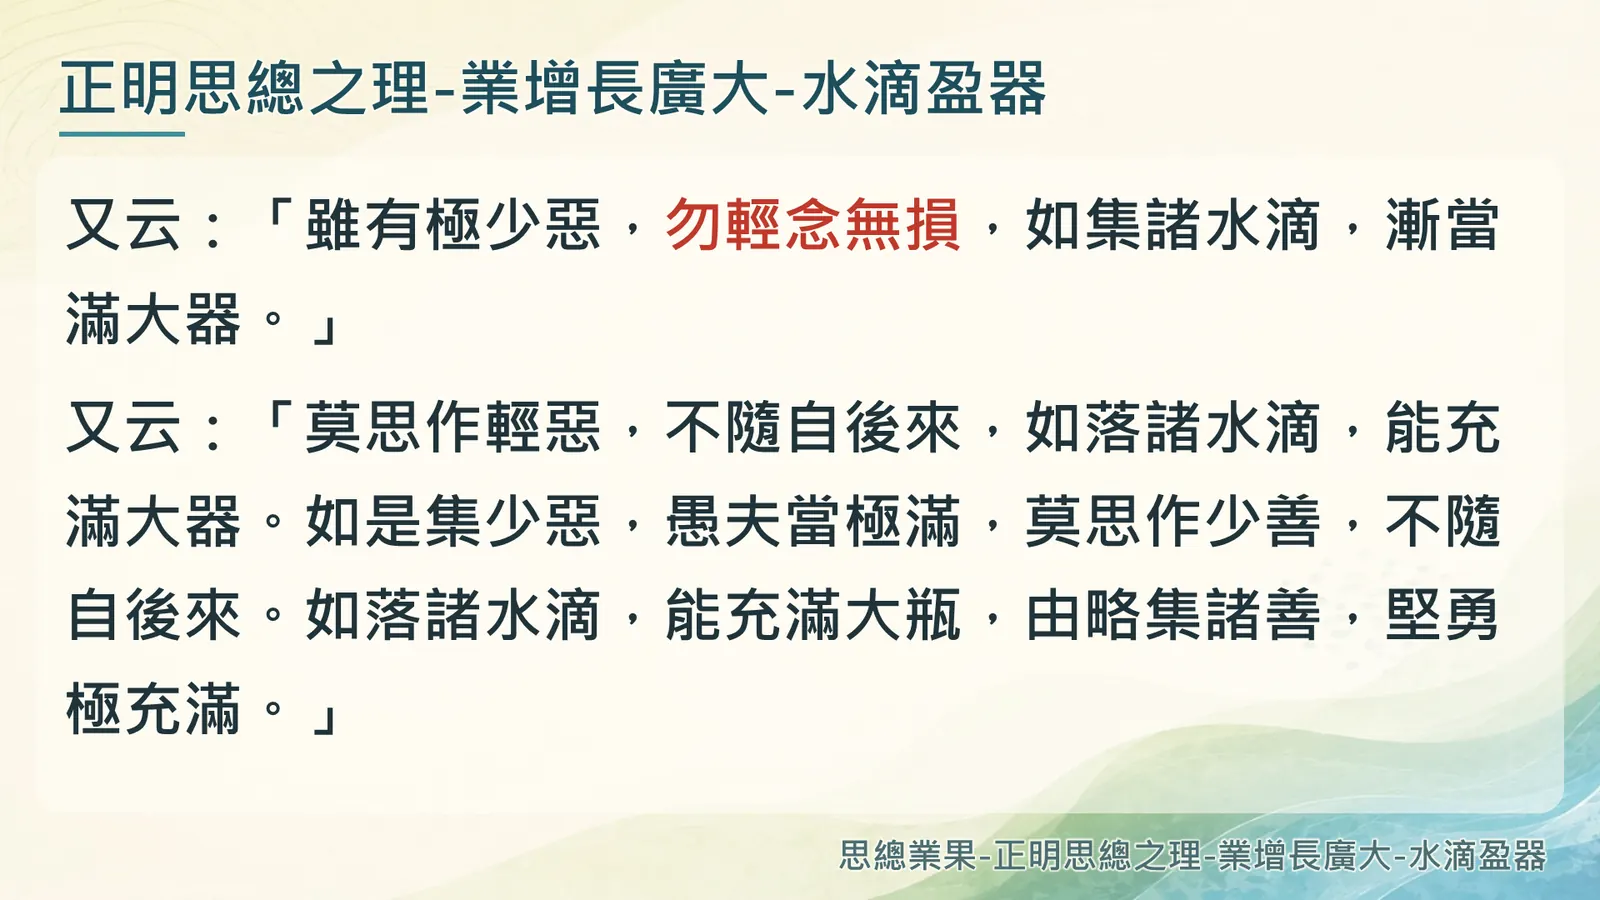 正明思總之理-業增長廣大-水滴盈器
又云：「雖有極少惡，勿輕念無損，如集諸水滴，漸當
滿大器。」
又云：「莫思作輕惡，不隨自後來，如落諸水滴，能充
滿大器。如是集少惡，愚夫當極滿，莫思作少善，不隨
自後來。如落諸水滴，能充滿大瓶，由略集諸善，堅勇
極充滿。」
思總業果-正明思總之理-業增長廣大-水滴盈器